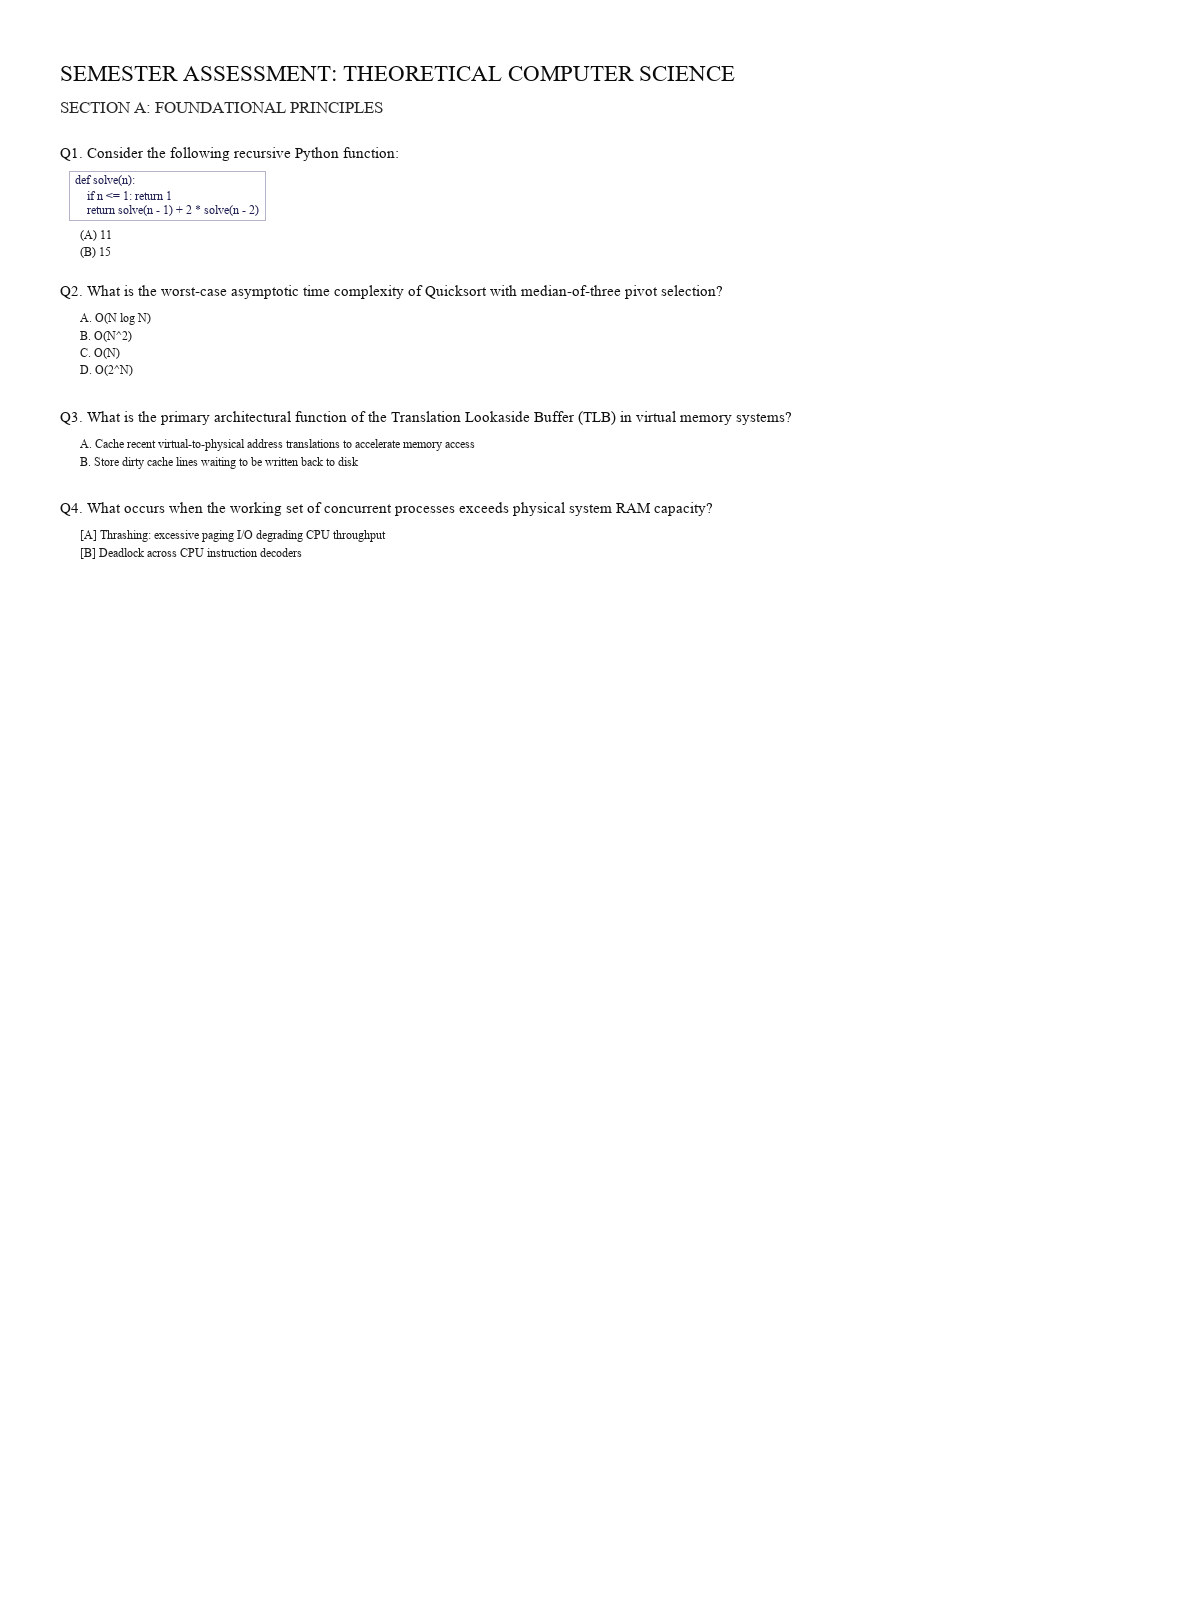 SEMESTER ASSESSMENT: THEORETICAL COMPUTER SCIENCE
SECTION A: FOUNDATIONAL PRINCIPLES
Q1. Consider the following recursive Python function:
def solve(n):
    if n <= 1: return 1
    return solve(n - 1) + 2 * solve(n - 2)
(A) 11
(B) 15
Q2. What is the worst-case asymptotic time complexity of Quicksort with median-of-three pivot selection?
A. O(N log N)
B. O(N^2)
C. O(N)
D. O(2^N)
Q3. What is the primary architectural function of the Translation Lookaside Buffer (TLB) in virtual memory systems?
A. Cache recent virtual-to-physical address translations to accelerate memory access
B. Store dirty cache lines waiting to be written back to disk
Q4. What occurs when the working set of concurrent processes exceeds physical system RAM capacity?
[A] Thrashing: excessive paging I/O degrading CPU throughput
[B] Deadlock across CPU instruction decoders